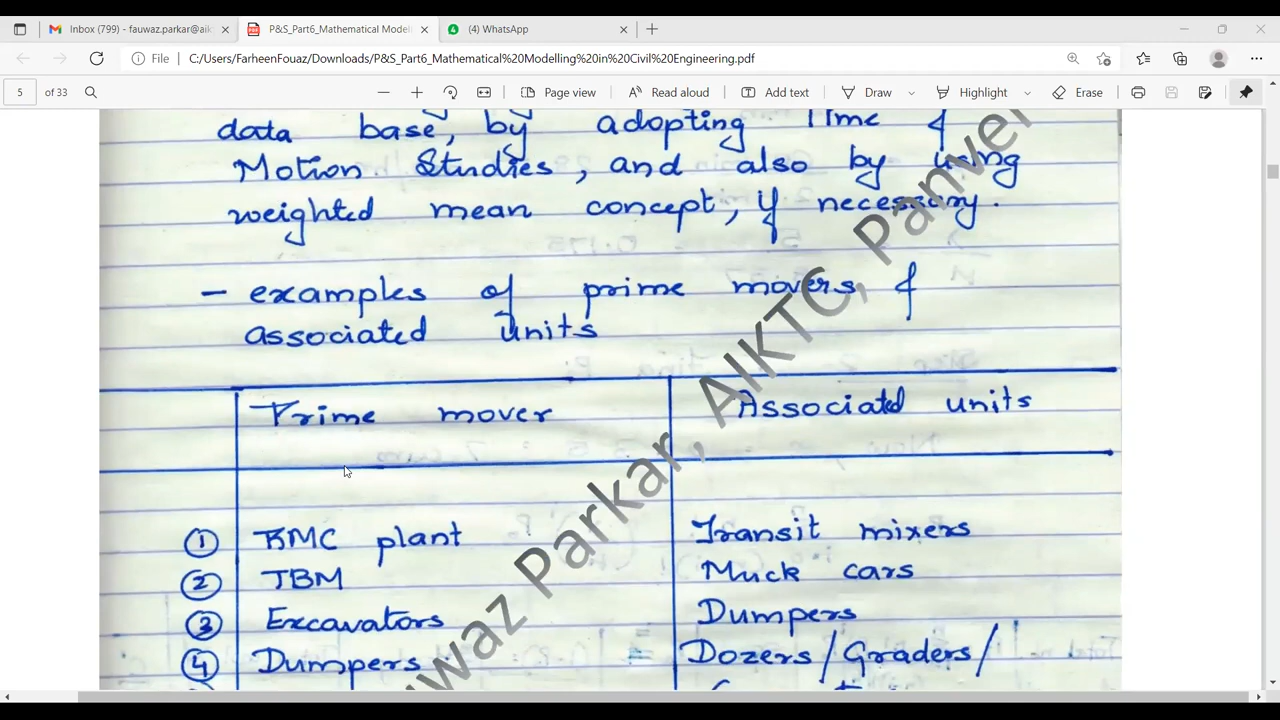 Inbox (799) - fauwaz.parkar@aik
P&S_Part6_Mathematical Modelli
(4) WhatsApp
File
C:/Users/FarheenFouaz/Downloads/P&S_Part6_Mathematical%20Modelling%20in%20Civil%20Engineering.pdf
5 of 33
Page view
Read aloud
Add text
Draw
Highlight
Erase
data base, by adopting Time &
Motion Studies, and also by using
weighted mean concept, if necessary.
- examples of prime movers &
associated units
Prime mover Associated units
① RMC plant Transit mixers
② TBM Muck cars
③ Excavators Dumpers
④ Dumpers Dozers/Graders/
uwaz Parkar, AIKTC, Panvel